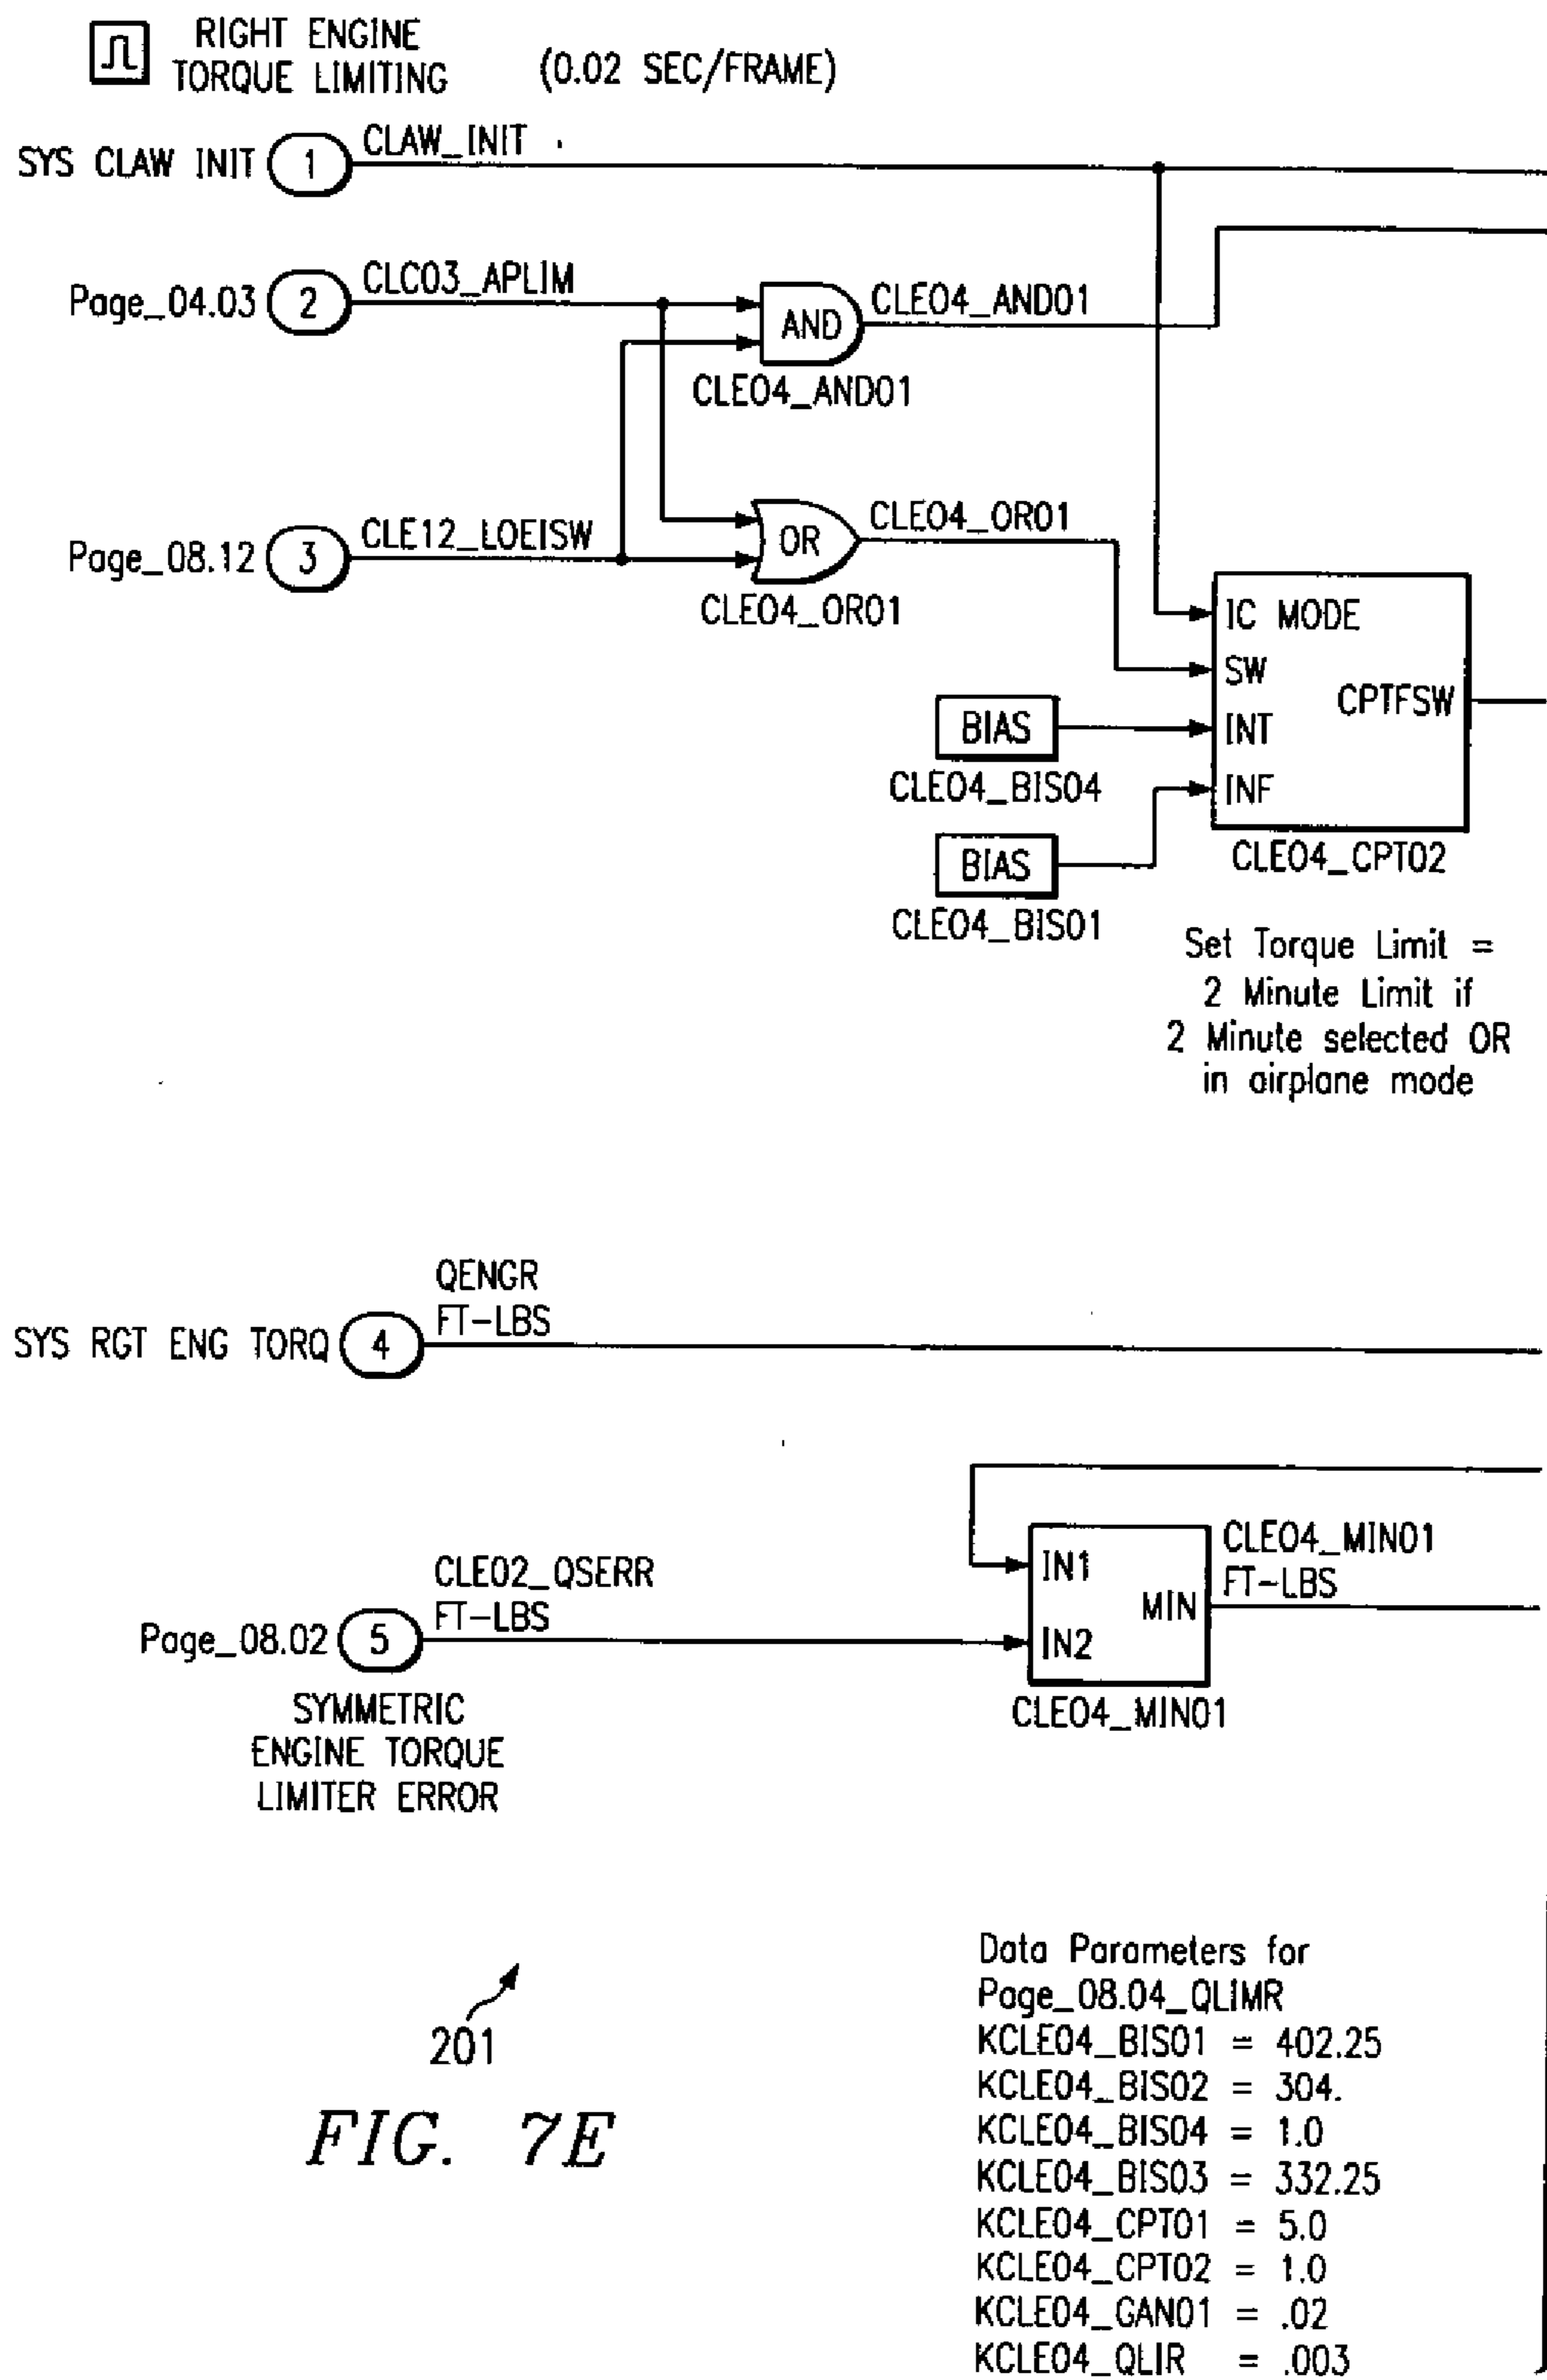 RIGHT ENGINE
TORQUE LIMITING
(0.02 SEC/FRAME)
SYS CLAW INIT
1
CLAW_INIT
Page_04.03
2
CLC03_APLIM
AND
CLE04_AND01
CLE04_AND01
Page_08.12
3
CLE12_LOEISW
OR
CLE04_OR01
CLE04_OR01
IC MODE
SW
INT
INF
CPTFSW
CLE04_CPT02
BIAS
CLE04_BIS04
BIAS
CLE04_BIS01
Set Torque Limit =
2 Minute Limit if
2 Minute selected OR
in airplane mode
SYS RGT ENG TORQ
4
QENGR
FT-LBS
Page_08.02
5
CLE02_QSERR
FT-LBS
SYMMETRIC
ENGINE TORQUE
LIMITER ERROR
IN1
IN2
MIN
CLE04_MIN01
CLE04_MIN01
FT-LBS
201
FIG. 7E
Data Parameters for
Page_08.04_QLIMR
KCLE04_BIS01 = 402.25
KCLE04_BIS02 = 304.
KCLE04_BIS04 = 1.0
KCLE04_BIS03 = 332.25
KCLE04_CPT01 = 5.0
KCLE04_CPT02 = 1.0
KCLE04_GAN01 = .02
KCLE04_QLIR = .003